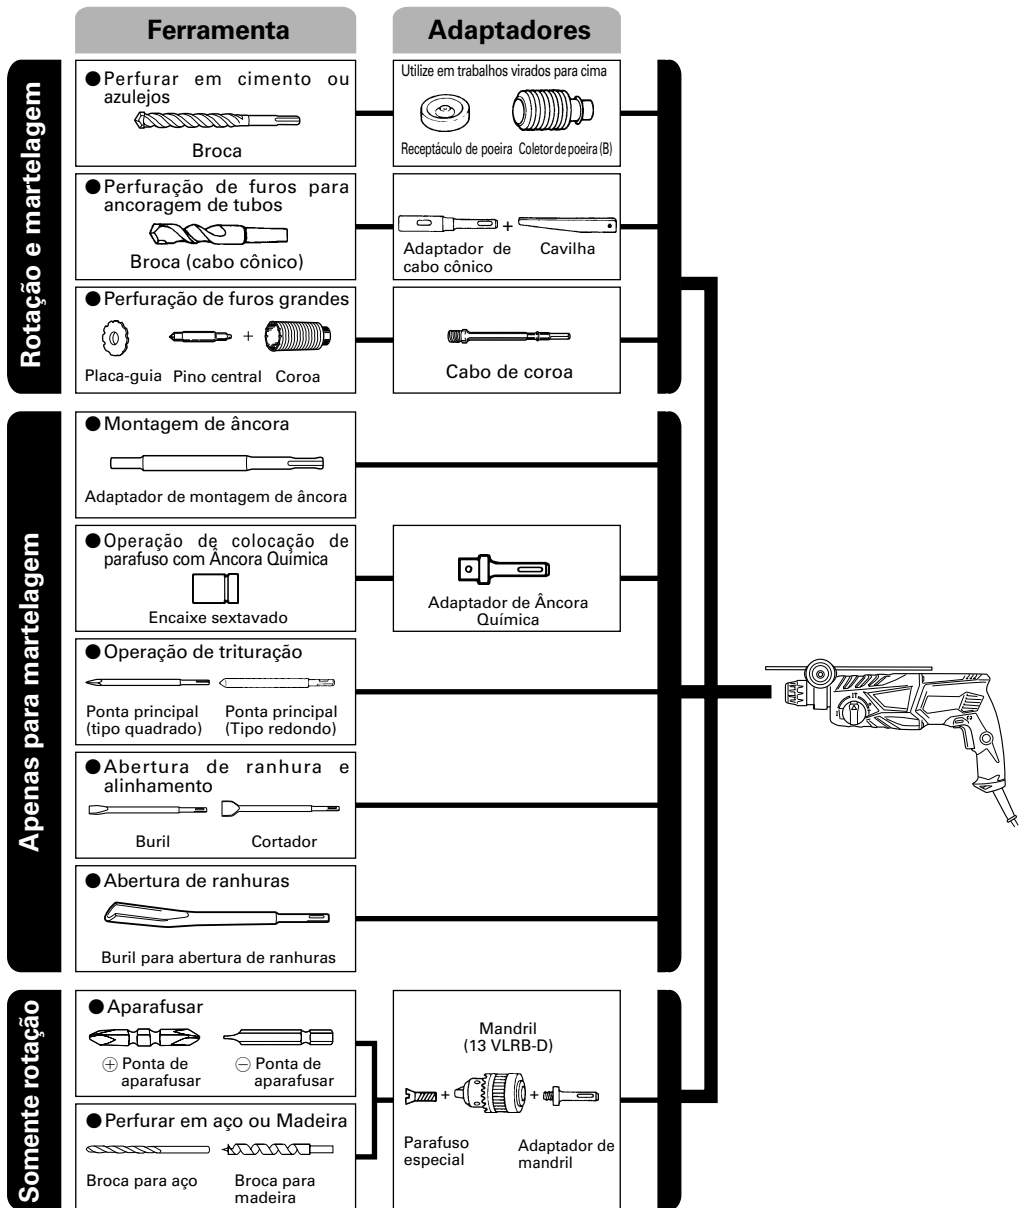 Ferramenta
Adaptadores
Rotação e martelagem
● Perfurar em cimento ou
azulejos
Broca
Utilize em trabalhos virados para cima
Receptáculo de poeira
Coletor de poeira (B)
● Perfuração de furos para
ancoragem de tubos
Broca (cabo cônico)
+
Adaptador de
cabo cônico
Cavilha
● Perfuração de furos grandes
+
Placa-guia
Pino central
Coroa
Cabo de coroa
Apenas para martelagem
● Montagem de âncora
Adaptador de montagem de âncora
● Operação de colocação de
parafuso com Âncora Quimica
Encaixe sextavado
Adaptador de Âncora
Química
● Operação de trituração
Ponta principal
(tipo quadrado)
Ponta principal
(Tipo redondo)
● Abertura de ranhura e
alinhamento
Buril
Cortador
● Abertura de ranhuras
Buril para abertura de ranhuras
Somente rotação
● Aparafusar
⊕ Ponta de
aparafusar
⊖ Ponta de
aparafusar
● Perfurar em aço ou Madeira
Broca para aço
Broca para
madeira
Mandril
(13 VLRB-D)
+
+
Parafuso
especial
Adaptador de
mandril